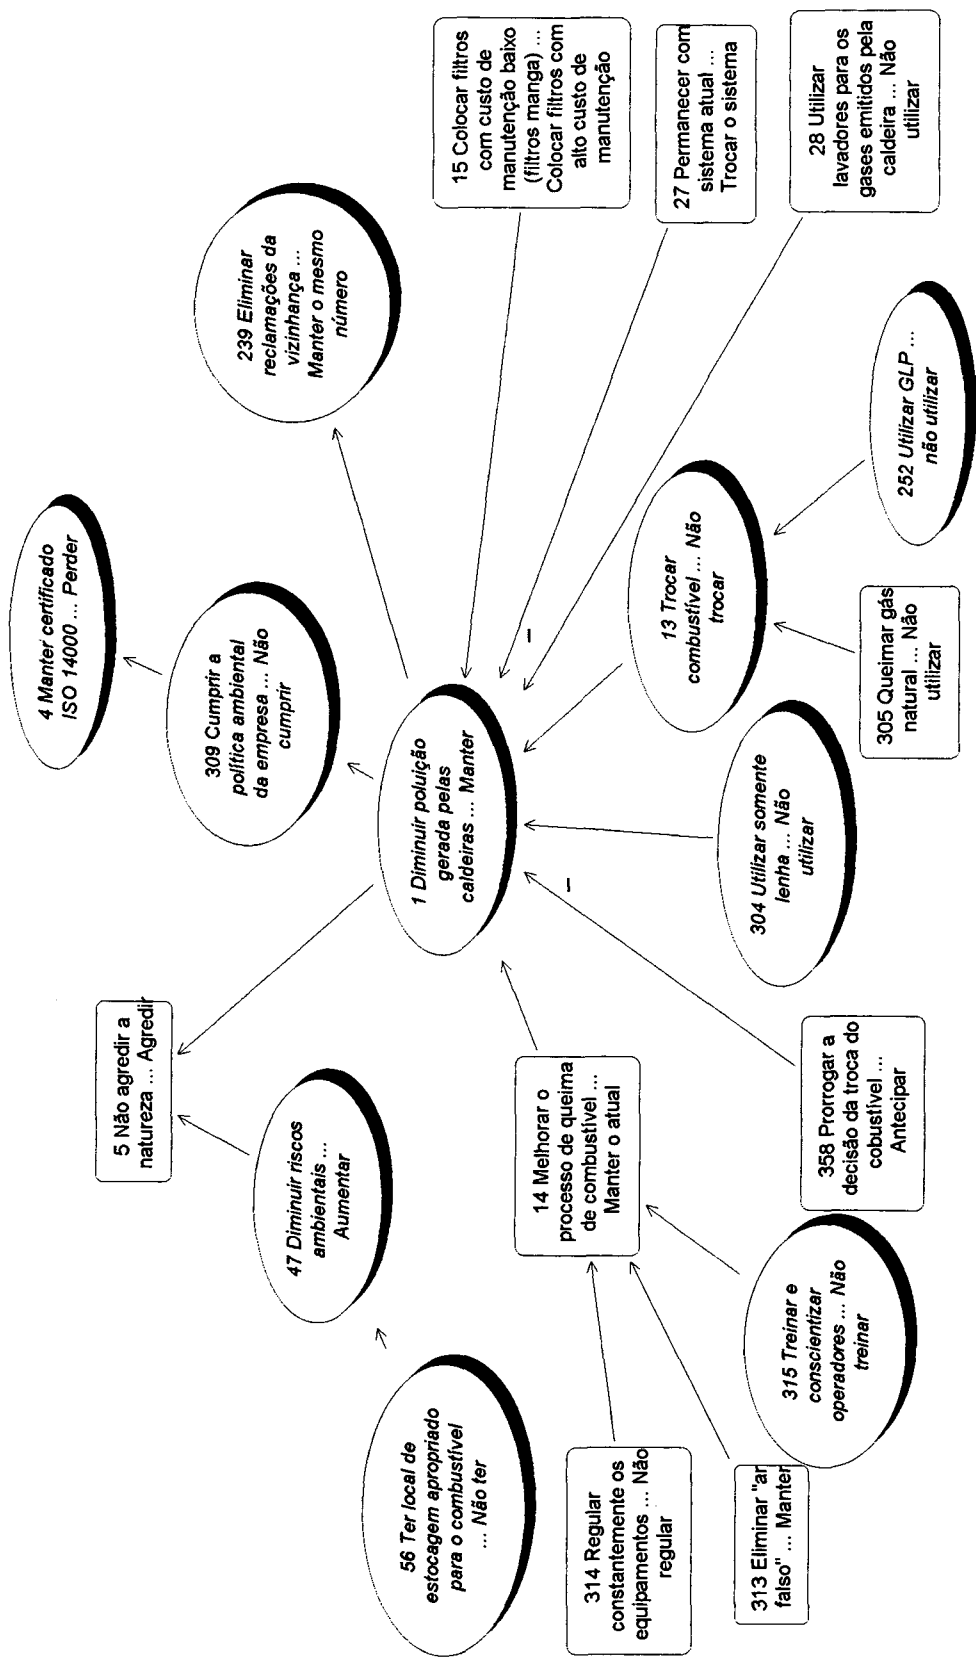 4 Manter certificado
ISO 14000 ... Perder
5 Não agredir a
natureza ... Agredir
309 Cumprir a
política ambiental
da empresa ... Não
cumprir
239 Eliminar
reclamações da
vizinhança ...
Manter o mesmo
número
47 Diminuir riscos
ambientais ...
Aumentar
56 Ter local de
estocagem apropriado
para o combustível
... Não ter
1 Diminuir poluição
gerada pelas
caldeiras ... Manter
15 Colocar filtros
com custo de
manutenção baixo
(filtros manga) ...
Colocar filtros com
alto custo de
manutenção
14 Melhorar o
processo de queima
de combustível ...
Manter o atual
–
–
27 Permanecer com
sistema atual ...
Trocar o sistema
314 Regular
constantemente os
equipamentos ... Não
regular
13 Trocar
combustível ... Não
trocar
28 Utilizar
lavadores para os
gases emitidos pela
caldeira ... Não
utilizar
313 Eliminar "ar
falso" ... Manter
315 Treinar e
conscientizar
operadores ... Não
treinar
358 Prorrogar a
decisão da troca do
cobustível ...
Antecipar
304 Utilizar somente
lenha ... Não
utilizar
305 Queimar gás
natural ... Não
utilizar
252 Utilizar GLP ...
não utilizar